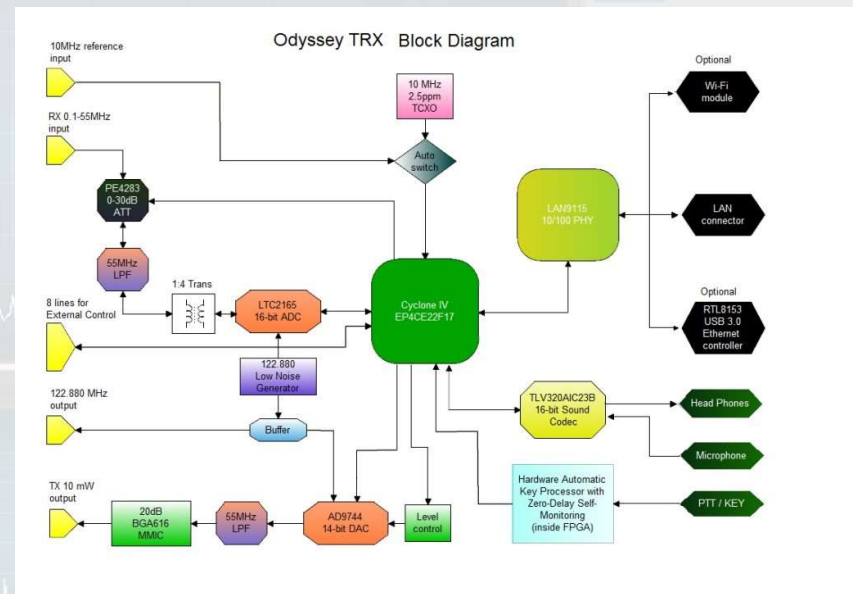 Odyssey TRX Block Diagram
10MHz reference
input
RX 0.1-55MHz
input
PE4283
0-30dB
ATT
55MHz
LPF
1:4 Trans
8 lines for
External Control
LTC2165
16-bit ADC
122.880
Low Noise
Generator
122.880 MHz
output
Buffer
TX 10 mW
output
20dB
BGA616
MMIC
55MHz
LPF
AD9744
14-bit DAC
Level
control
10 MHz
2.5ppm
TCXO
Auto
switch
Cyclone IV
EP4CE22F17
LAN9115
10/100 PHY
Optional
Wi-Fi
module
LAN
connector
Optional
RTL8153
USB 3.0
Ethernet
controller
TLV320AIC23B
16-bit Sound
Codec
Head Phones
Microphone
Hardware Automatic
Key Processor with
Zero-Delay Self-
Monitoring
(inside FPGA)
PTT / KEY